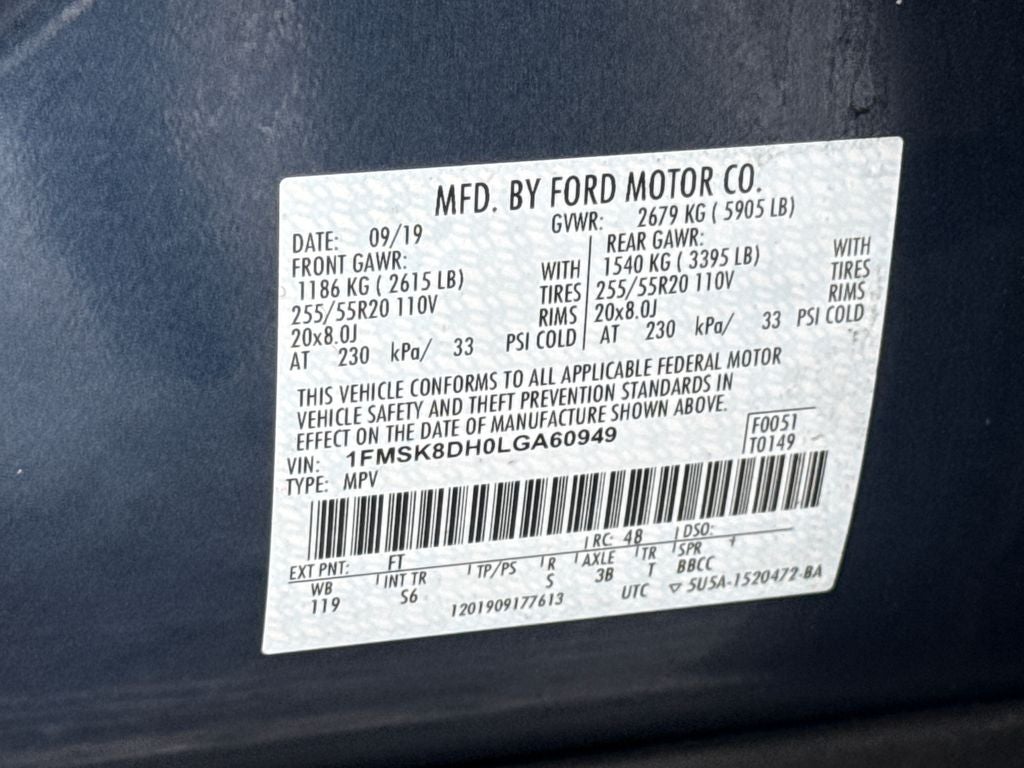 MFD. BY FORD MOTOR CO.
DATE: 09/19 GVWR: 2679 KG ( 5905 LB)
FRONT GAWR: REAR GAWR:
1186 KG ( 2615 LB) WITH 1540 KG ( 3395 LB) WITH
255/55R20 110V TIRES 255/55R20 110V TIRES
20x8.0J RIMS 20x8.0J RIMS
AT 230 kPa/ 33 PSI COLD AT 230 kPa/ 33 PSI COLD
THIS VEHICLE CONFORMS TO ALL APPLICABLE FEDERAL MOTOR
VEHICLE SAFETY AND THEFT PREVENTION STANDARDS IN
EFFECT ON THE DATE OF MANUFACTURE SHOWN ABOVE.
VIN: 1FMSK8DH0LGA60949 F0051
TYPE: MPV T0149
EXT PNT: FT RC: 48 DSO:
WB INT TR TP/PS R AXLE TR SPR
119 S6 S 3B T BBCC
1201909177613 UTC ▽ 5U5A-1520472-BA